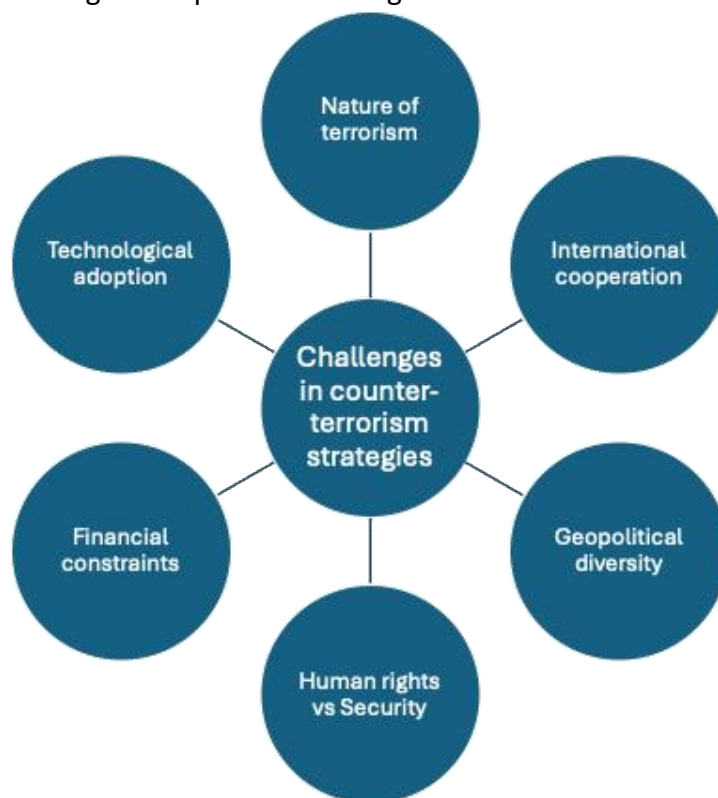 Nature of
terrorism
Technological
adoption
International
cooperation
Challenges
in counter-
terrorism
strategies
Financial
constraints
Geopolitical
diversity
Human rights
vs Security